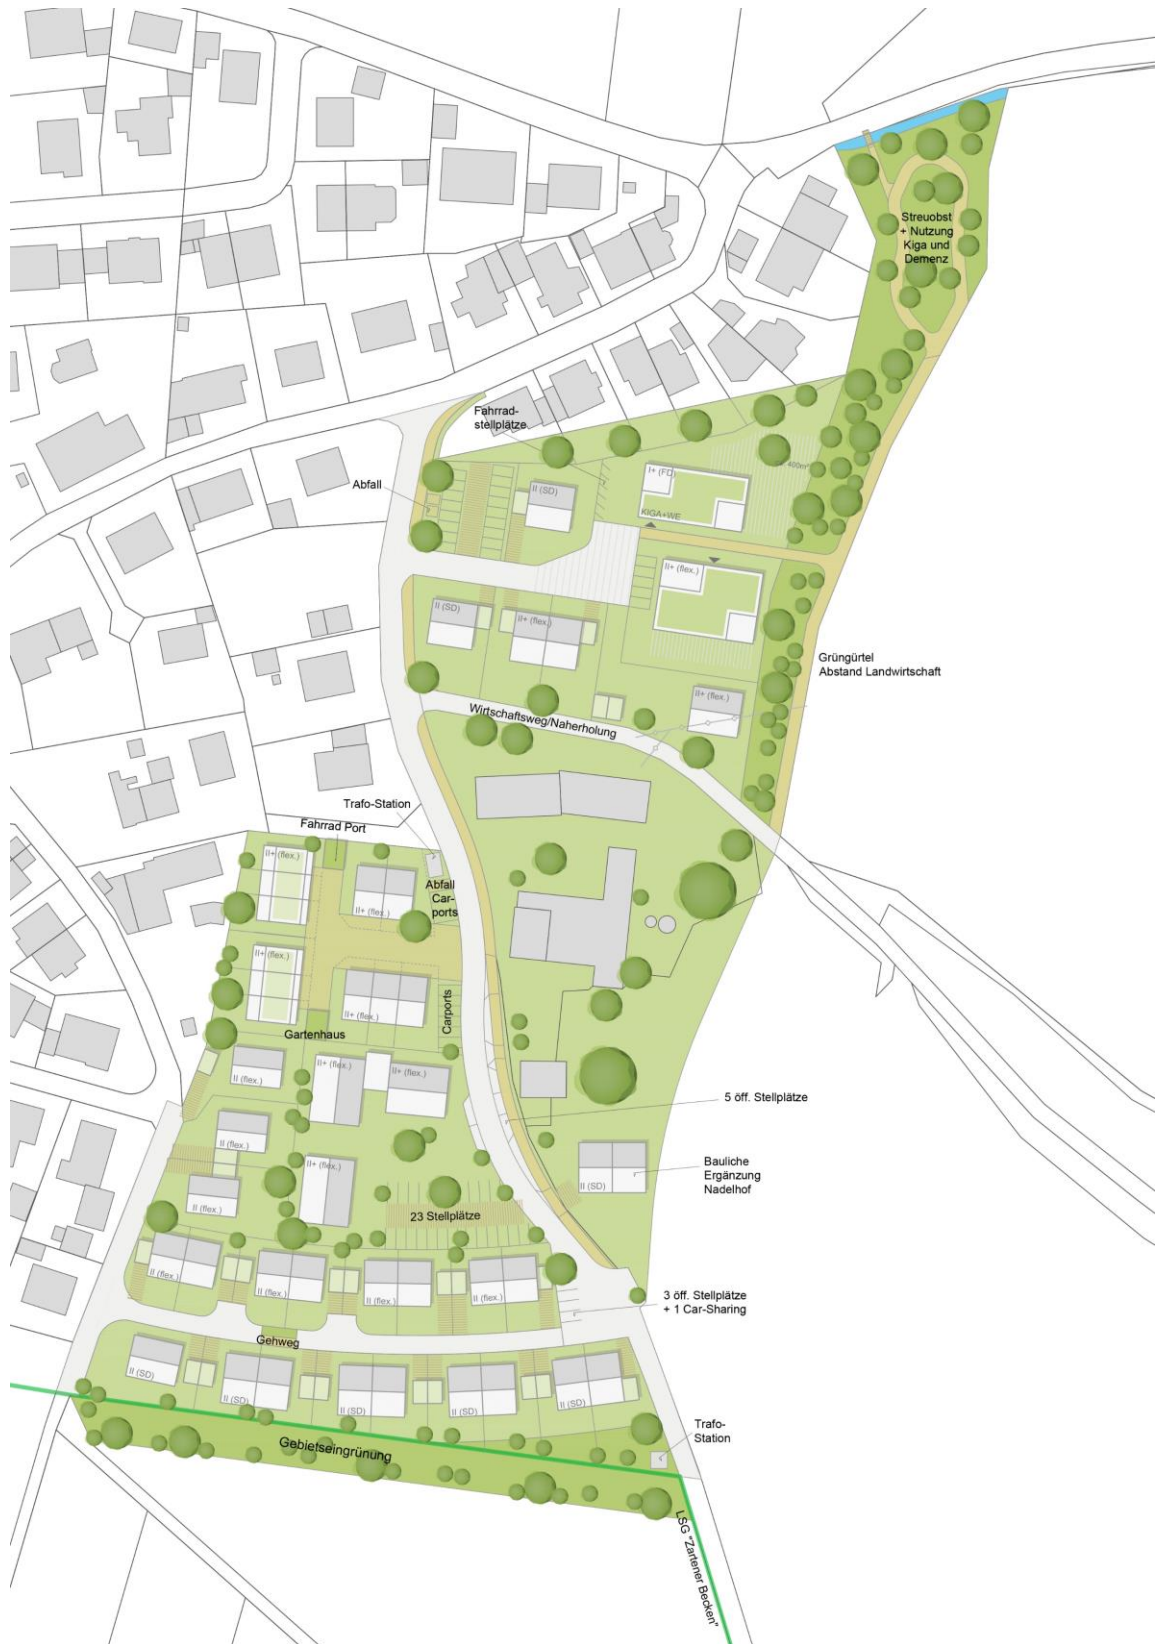 Streuobst
+ Nutzung
Kiga und
Demenz
Fahrrad-
stellplätze
Abfall
II (SD)
I+ (FD)
400m²
KIGA+WE
II+ (flex.)
II (SD)
II+ (flex.)
Grüngürtel
Abstand Landwirtschaft
II+ (flex.)
Wirtschaftsweg/Naherholung
Trafo-Station
Fahrrad Port
II+ (flex.)
Abfall
Car-
ports
II+ (flex.)
II+ (flex.)
Carports
II+ (flex.)
Gartenhaus
II (flex.)
II+ (flex.)
II+ (flex.)
5 öff. Stellplätze
II (flex.)
Bauliche
Ergänzung
Nadelhof
II+ (flex.)
II (SD)
II (flex.)
23 Stellplätze
II (flex.)
II (flex.)
II (flex.)
II (flex.)
3 öff. Stellplätze
+ 1 Car-Sharing
Gehweg
II (SD)
II (SD)
II (SD)
II (SD)
II (SD)
Trafo-
Station
Gebietseingrünung
LSG "Zartener Becken"